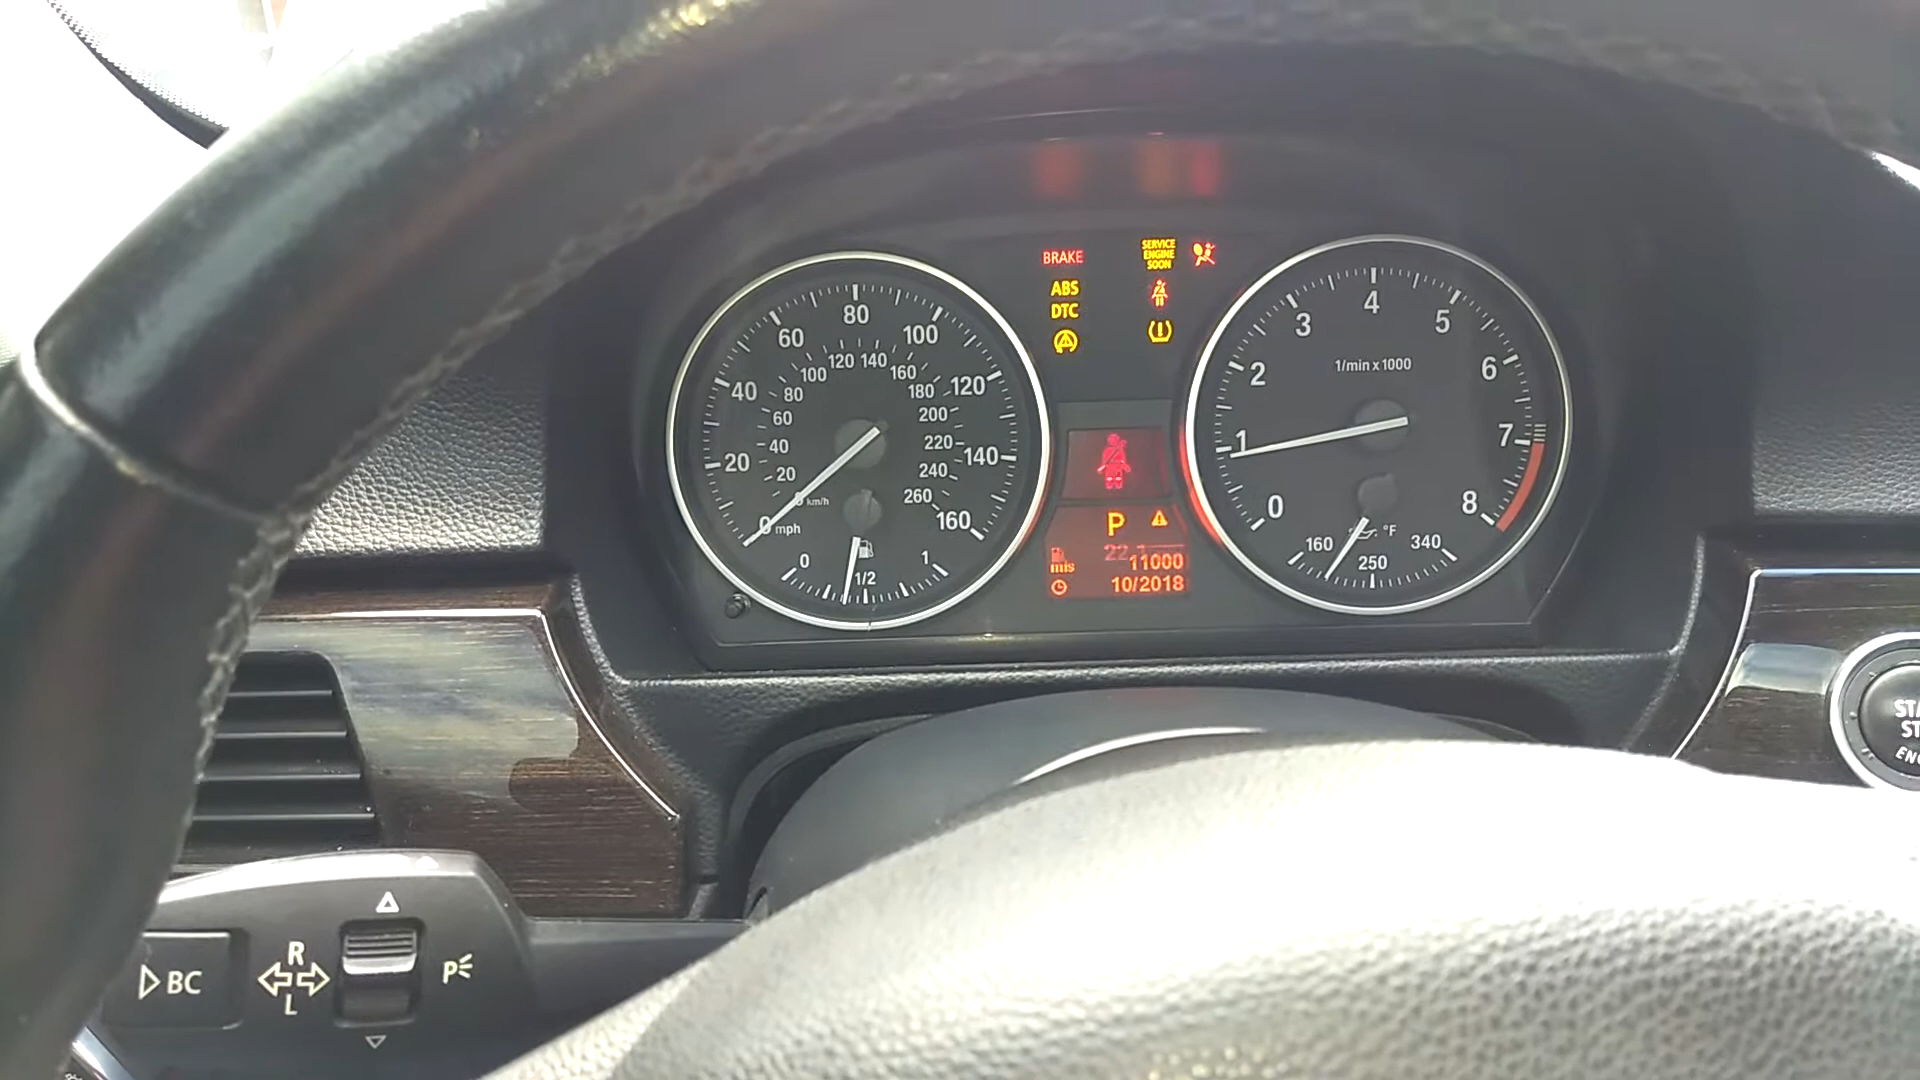 BRAKE
SERVICE
ENGINE
SOON
ABS
DTC
20
40
60
80
100
120
140
160
0 mph
20
40
60
80
100
120
140
160
180
200
220
240
260
km/h
0
1/2
1
P
mls
11000
10/2018
0
1
2
3
4
5
6
7
8
1/min x 1000
160
250
340
°F
BC
R
L
P